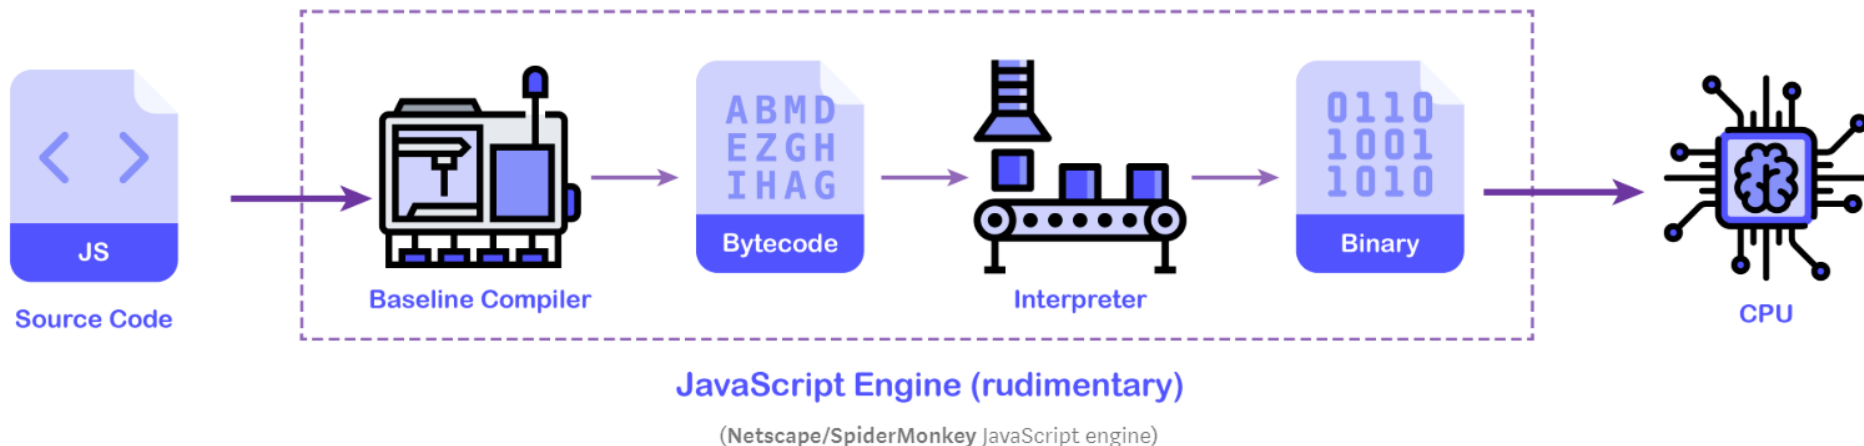 < >
JS
Source Code
Baseline Compiler
ABMD
EZGH
IHAG
Bytecode
Interpreter
0110
1001
1010
Binary
CPU
JavaScript Engine (rudimentary)
(Netscape/SpiderMonkey JavaScript engine)